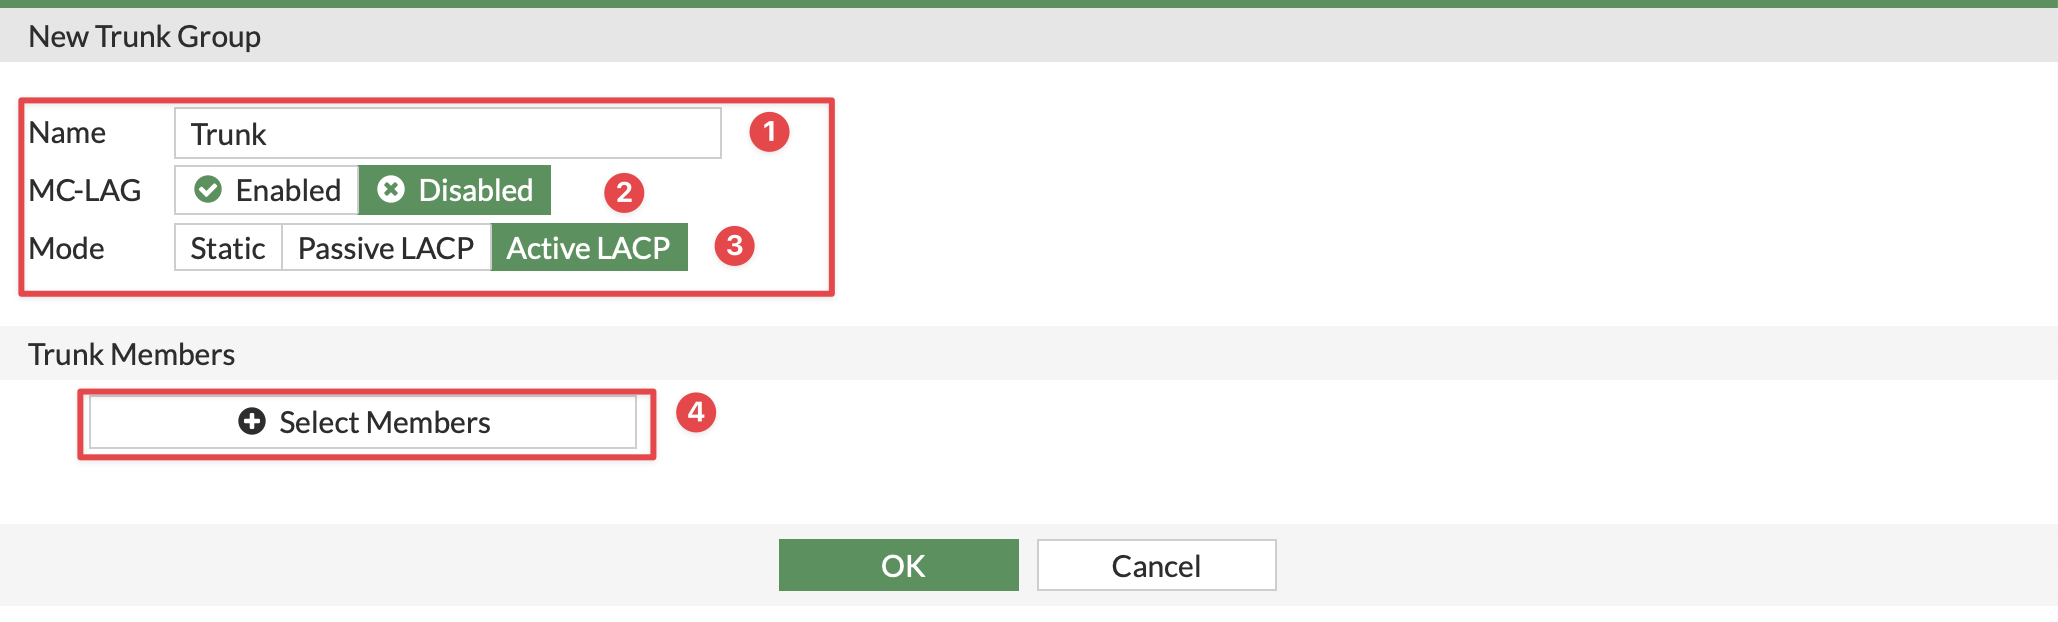 New Trunk Group
Name Trunk 1
MC-LAG Enabled Disabled 2
Mode Static Passive LACP Active LACP 3
Trunk Members
Select Members 4
OK Cancel